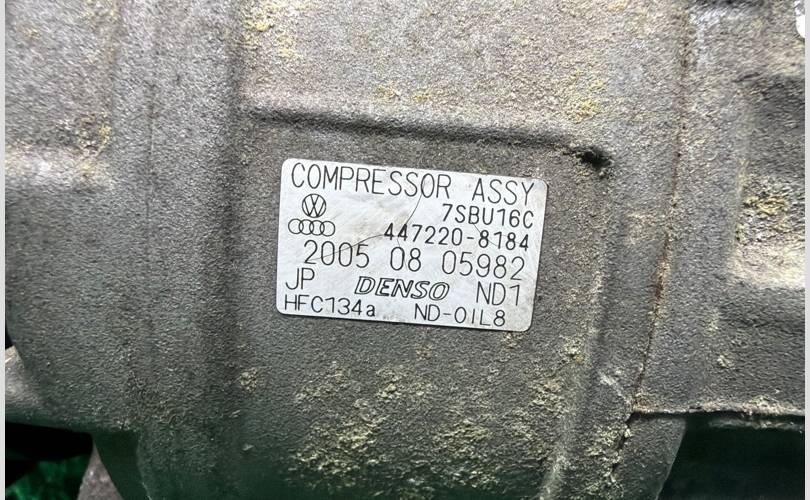 COMPRESSOR ASSY
7SBU16C
447220-8184
2005 08 05982
JP DENSO ND1
HFC134a ND-OIL8